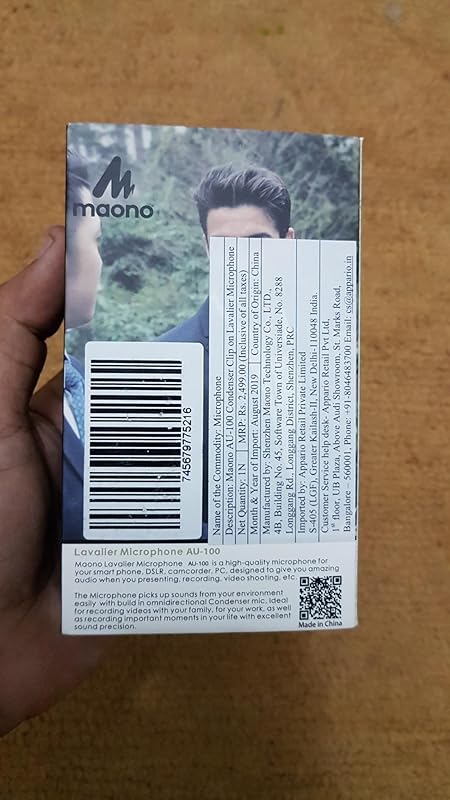 maono
745679775216
Name of the Commodity: Microphone
Description: Maono AU-100 Condenser Clip on Lavalier Microphone
Net Quantity: 1N MRP: Rs. 2,499.00 (Inclusive of all taxes)
Month & Year of Import: August 2019 Country of Origin: China
Manufactured by: Shenzhen Maono Technology Co., LTD.,
4B, Building No. 45, Software Town of Universiade, No. 8288
Longgang Rd., Longgang District, Shenzhen, PRC
Imported by: Appario Retail Private Limited
S-405 (LGF), Greater Kailash-II, New Delhi-110048 India.
Customer Service help desk- Appario Retail Pvt Ltd,
1st floor, UB Plaza, Above Audi Showroom, St. Marks Road,
Bangalore – 560001, Phone: +91-8046483700 Email: cs@appario.in
Lavalier Microphone AU-100
Maono Lavalier Microphone AU-100 is a high-quality microphone for
your smart phone, DSLR, camcorder, PC, designed to give you amazing
audio when you presenting, recording, video shooting, etc
The Microphone picks up sounds from your environment
easily with build in omnidirectional Condenser mic, Ideal
for recording videos with your family, for your work, as well
as recording important moments in your life with excellent
sound precision.
Made in China